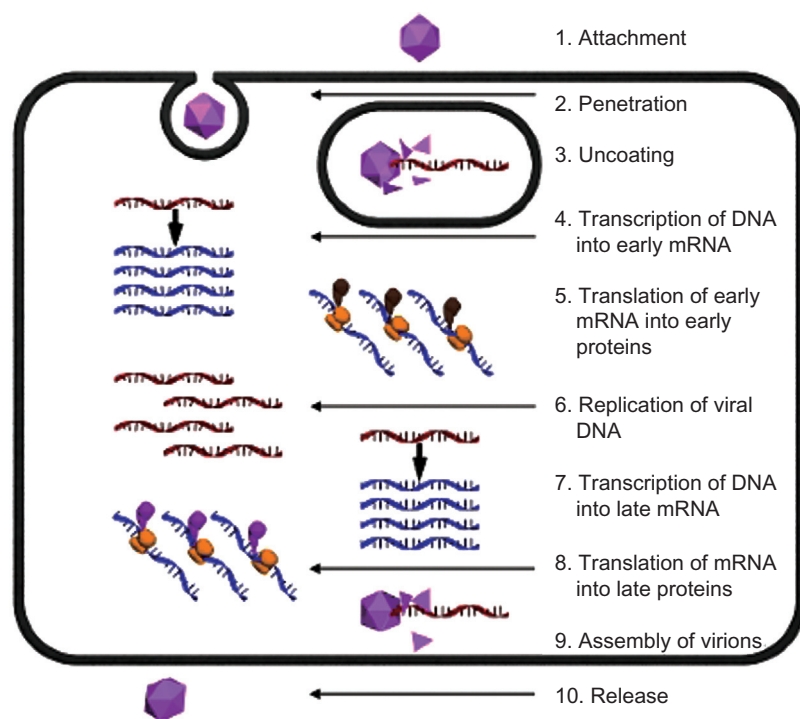 1. Attachment
2. Penetration
3. Uncoating
4. Transcription of DNA
into early mRNA
5. Translation of early
mRNA into early
proteins
6. Replication of viral
DNA
7. Transcription of DNA
into late mRNA
8. Translation of mRNA
into late proteins
9. Assembly of virions
10. Release